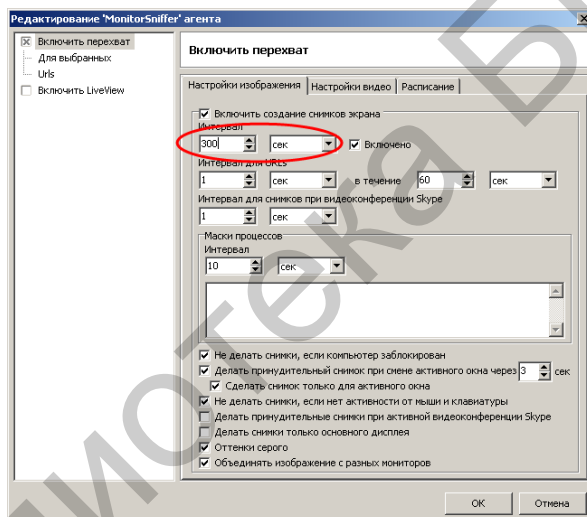 Редактирование 'MonitorSniffer' агента
Включить перехват
Для выбранных
Urls
Включить LiveView
Включить перехват
Настройки изображения Настройки видео Расписание
Включить создание снимков экрана
Интервал
300 сек Включено
Интервал для URLs
1 сек в течение 60 сек
Интервал для снимков при видеоконференции Skype
1 сек
Маски процессов
Интервал
10 сек
Не делать снимки, если компьютер заблокирован
Делать принудительный снимок при смене активного окна через 3 сек
Сделать снимок только для активного окна
Не делать снимки, если нет активности от мыши и клавиатуры
Делать принудительные снимки при активной видеоконференции Skype
Делать снимки только основного дисплея
Оттенки серого
Объединять изображение с разных мониторов
OK Отмена